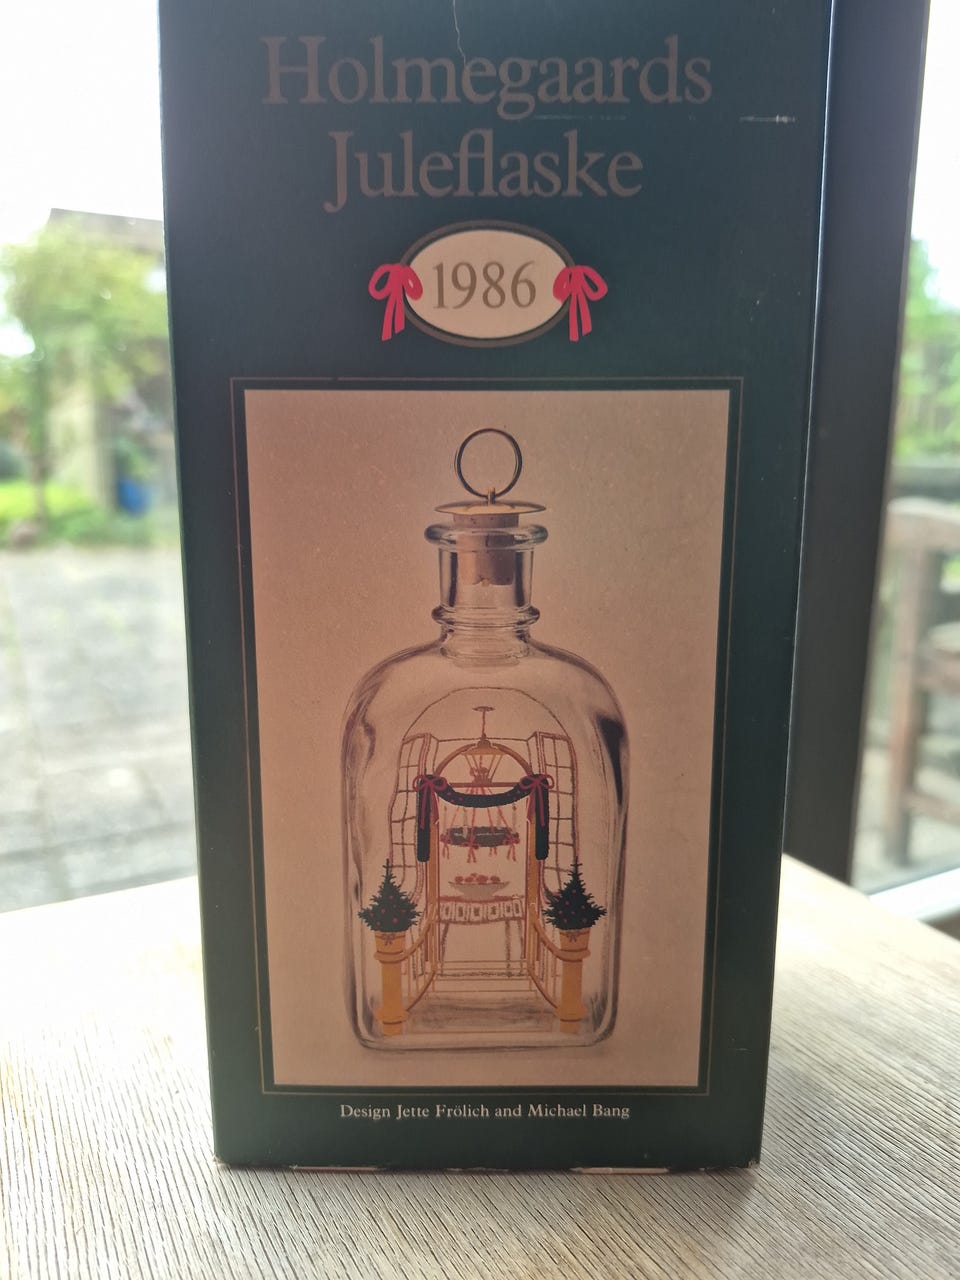 Holmegaards
Juleflaske
1986
Design Jette Frölich and Michael Bang